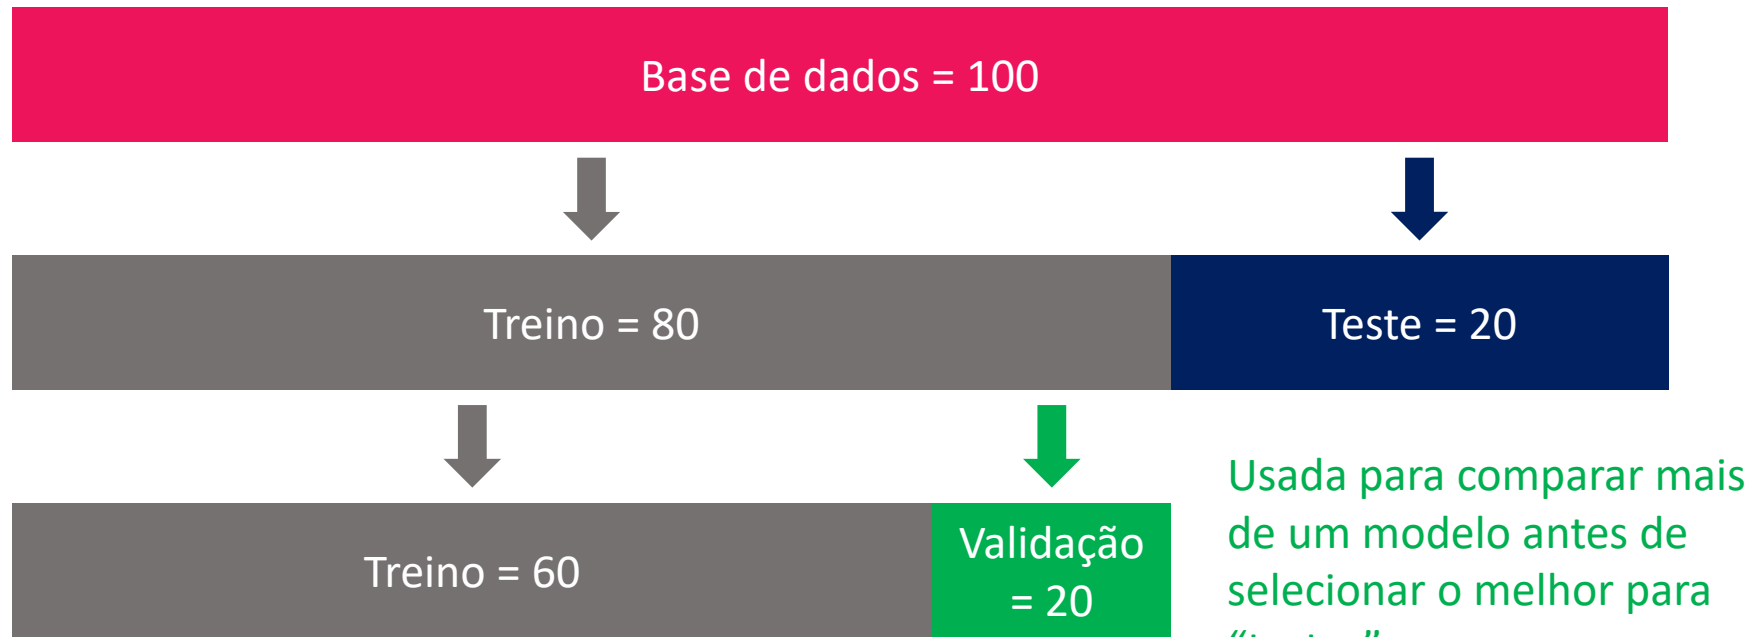 Base de dados = 100
Treino = 80
Teste = 20
Treino = 60
Validação
= 20
Usada para comparar mais
de um modelo antes de
selecionar o melhor para